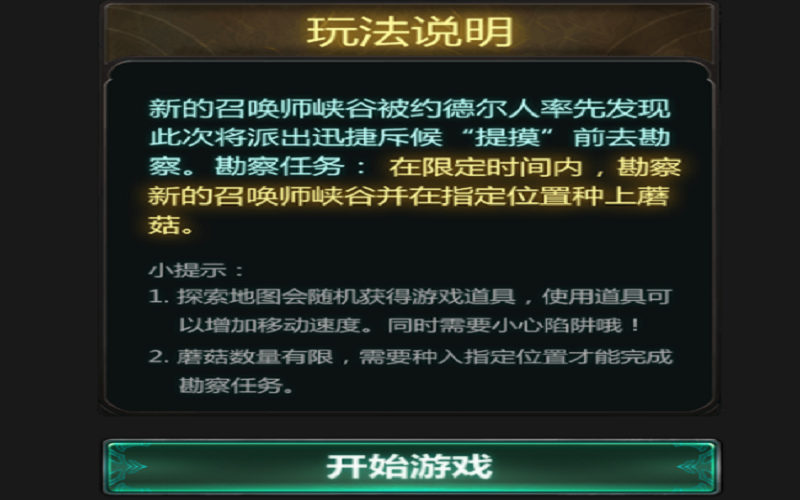 玩法说明
新的召唤师峡谷被约德尔人率先发现
此次将派出迅捷斥候“提摸”前去勘
察。勘察任务：在限定时间内，勘察
新的召唤师峡谷并在指定位置种上蘑
菇。
小提示：
1. 探索地图会随机获得游戏道具，使用道具可
以增加移动速度。同时需要小心陷阱哦！
2. 蘑菇数量有限，需要种入指定位置才能完成
勘察任务。
开始游戏